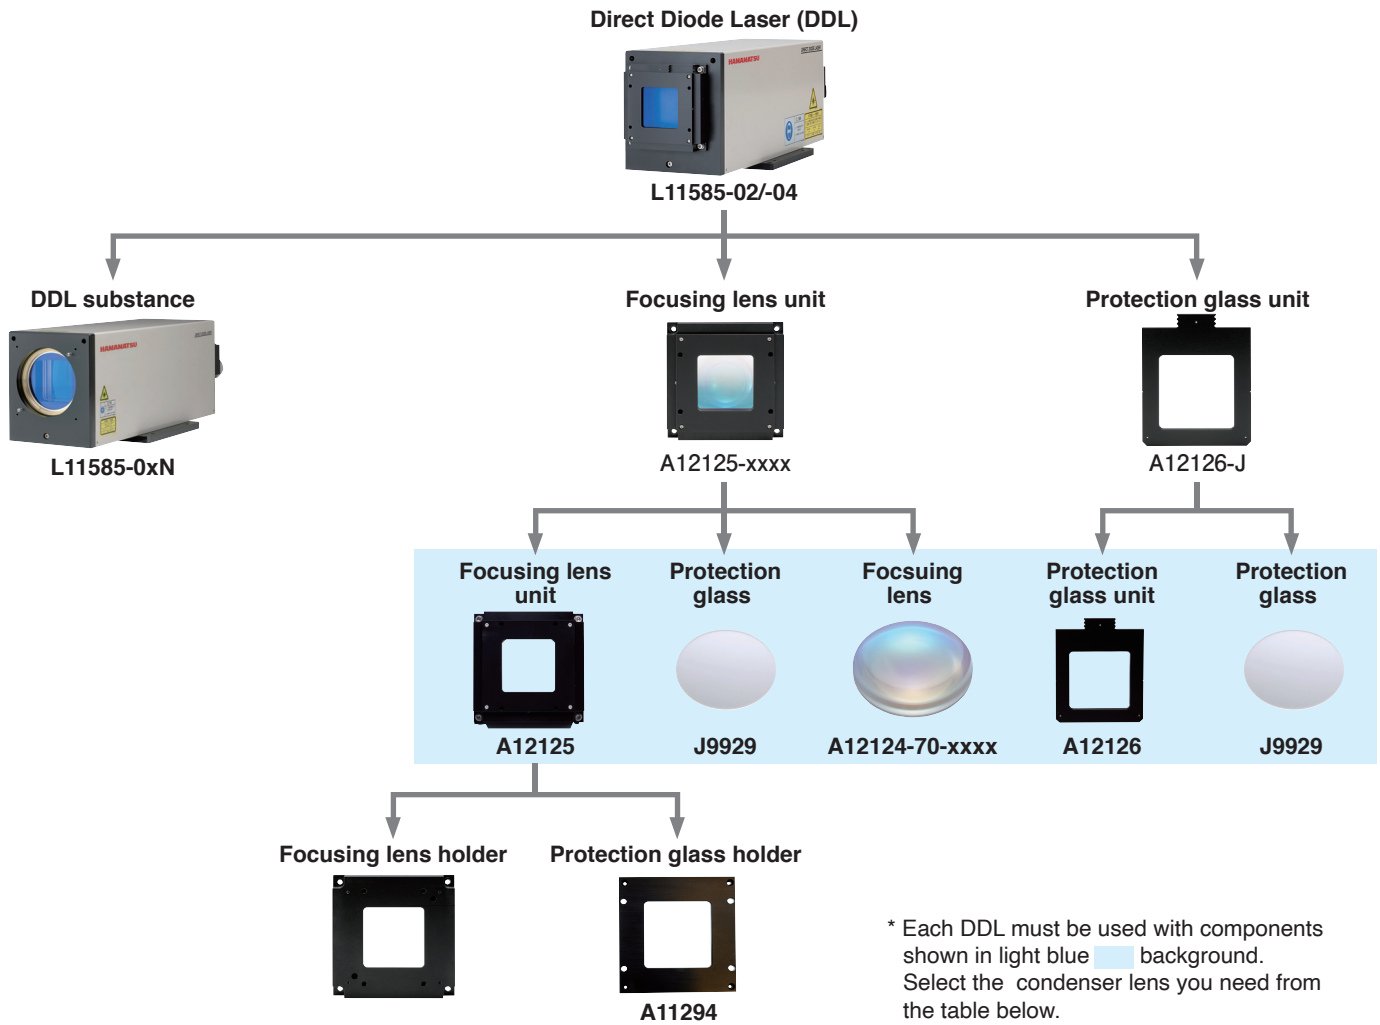 Direct Diode Laser (DDL)
HAMAMATSU
L11585-02/-04
DDL substance
Focusing lens unit
Protection glass unit
HAMAMATSU
L11585-0xN
A12125-xxxx
A12126-J
Focusing lens
unit
Protection
glass
Focsuing
lens
Protection
glass unit
Protection
glass
A12125
J9929
A12124-70-xxxx
A12126
J9929
Focusing lens holder
Protection glass holder
A11294
* Each DDL must be used with components
shown in light blue background.
Select the condenser lens you need from
the table below.